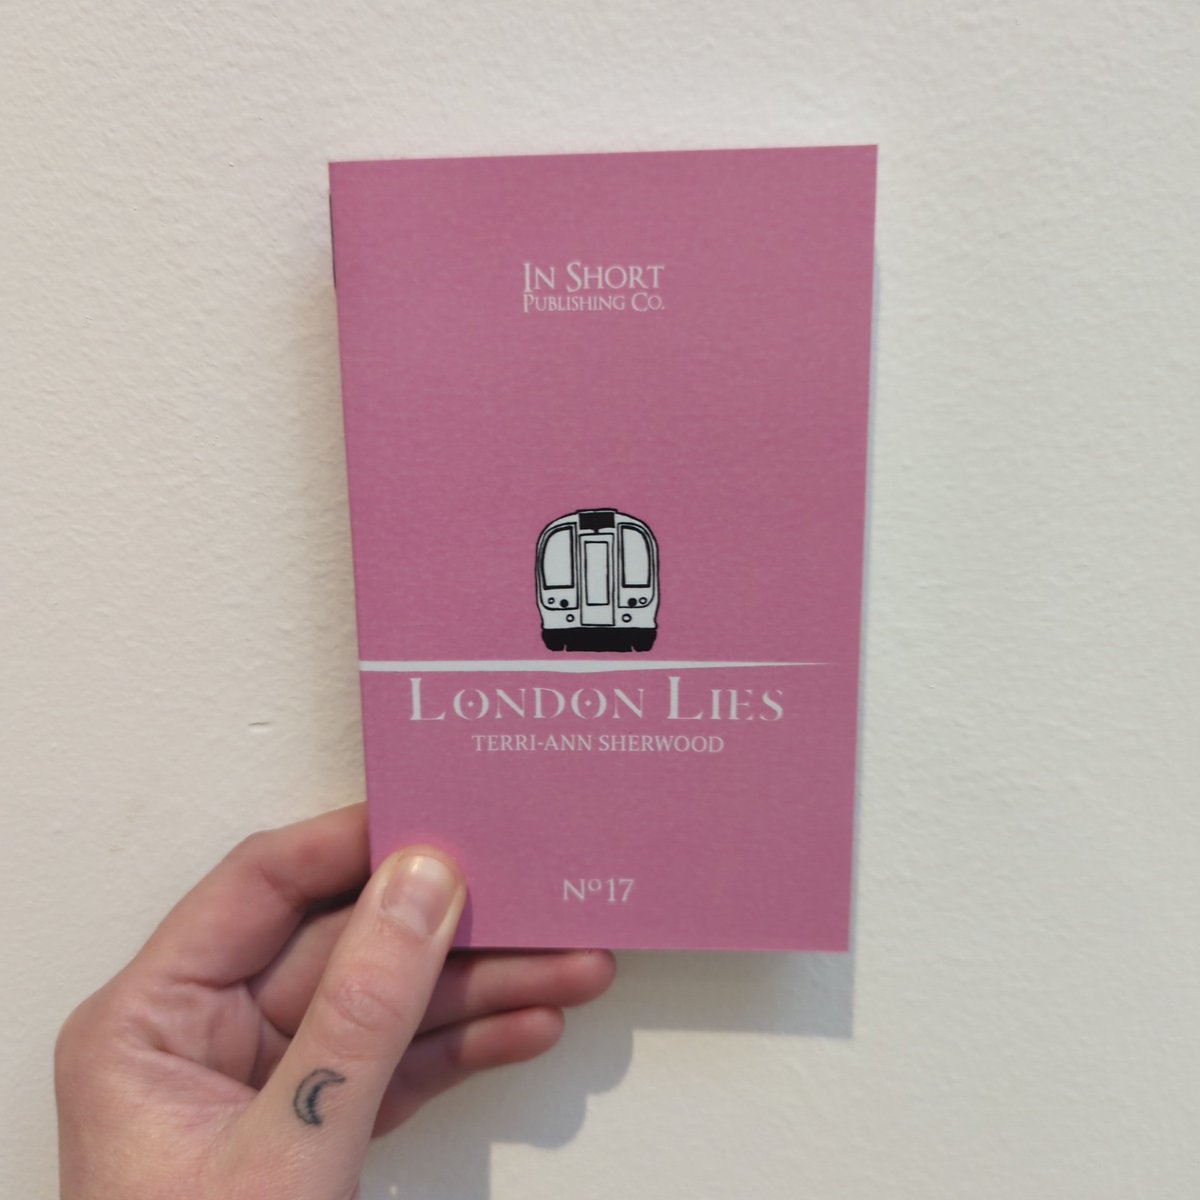 In Short
Publishing Co.
London Lies
TERRI-ANN SHERWOOD
Nº17